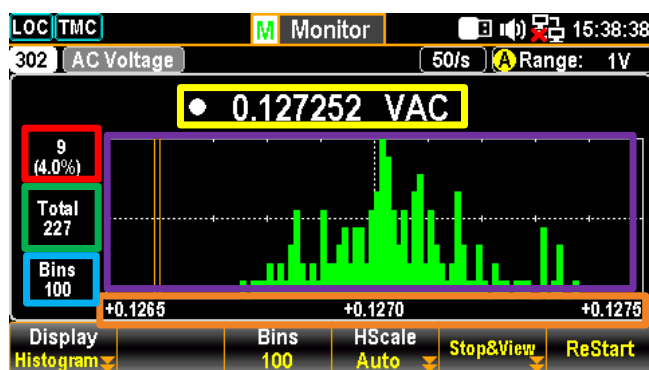 LOC TMC M Monitor 15:38:38
302 AC Voltage 50/s A Range: 1V
0.127252 VAC
9
(4.0%)
Total
227
Bins
100
+0.1265 +0.1270 +0.1275
Display Bins HScale Stop&View ReStart
Histogram 100 Auto